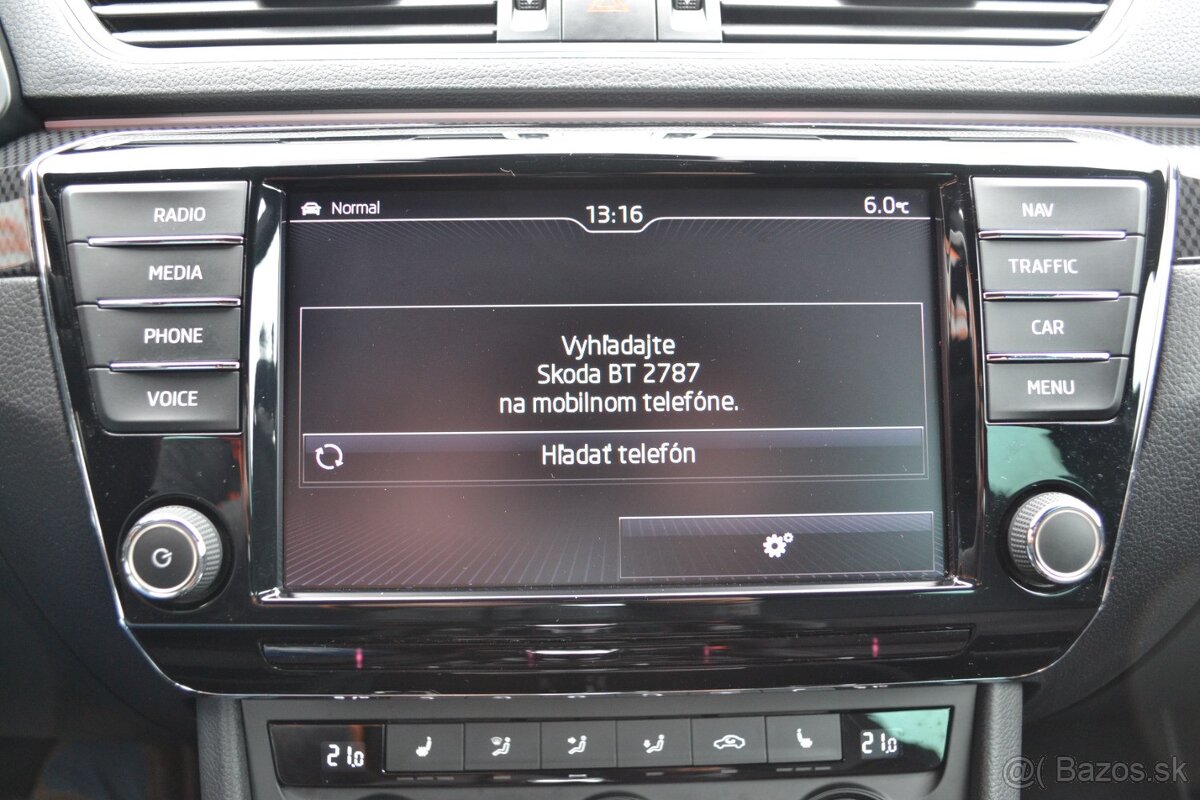 RADIO
MEDIA
PHONE
VOICE
Normal
13:16
6.0°C
Vyhľadajte
Skoda BT 2787
na mobilnom telefóne.
Hľadať telefón
NAV
TRAFFIC
CAR
MENU
21.0
21.0
@( Bazos.sk